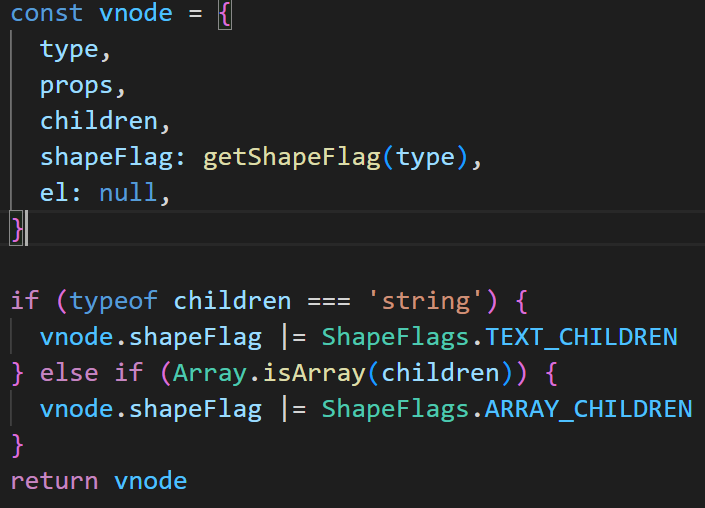 const vnode = {
  type,
  props,
  children,
  shapeFlag: getShapeFlag(type),
  el: null,
}
if (typeof children === 'string') {
  vnode.shapeFlag |= ShapeFlags.TEXT_CHILDREN
} else if (Array.isArray(children)) {
  vnode.shapeFlag |= ShapeFlags.ARRAY_CHILDREN
}
return vnode